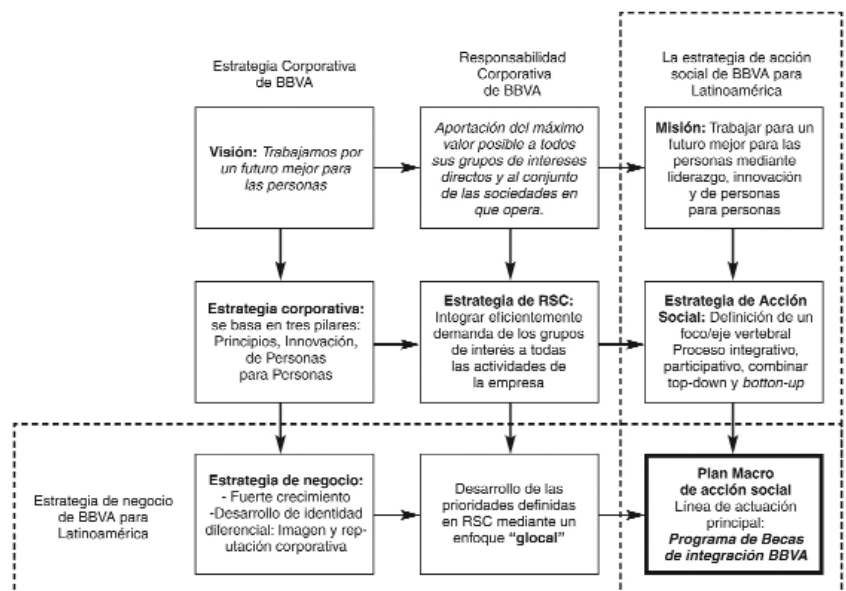 Estrategia Corporativa
de BBVA
Responsabilidad
Corporativa
de BBVA
La estrategia de acción
social de BBVA para
Latinoamérica
Visión: Trabajamos por
un futuro mejor para
las personas
Aportación del máximo
valor posible a todos
sus grupos de intereses
directos y al conjunto
de las sociedades en
que opera.
Misión: Trabajar para un
futuro mejor para las
personas mediante
liderazgo, innovación
y de personas
para personas
Estrategia corporativa:
se basa en tres pilares:
Principios, Innovación,
de Personas
para Personas
Estrategia de RSC:
Integrar eficientemente
demanda de los grupos
de interés a todas
las actividades de
la empresa
Estrategia de Acción
Social: Definición de un
foco/eje vertebral
Proceso integrativo,
participativo, combinar
top-down y botton-up
Estrategia de negocio
de BBVA para
Latinoamérica
Estrategia de negocio:
- Fuerte crecimiento
-Desarrollo de identidad
diferencial: Imagen y rep-
utación corporativa
Desarrollo de las
prioridades definidas
en RSC mediante un
enfoque “glocal”
Plan Macro
de acción social
Línea de actuación
principal:
Programa de Becas
de integración BBVA